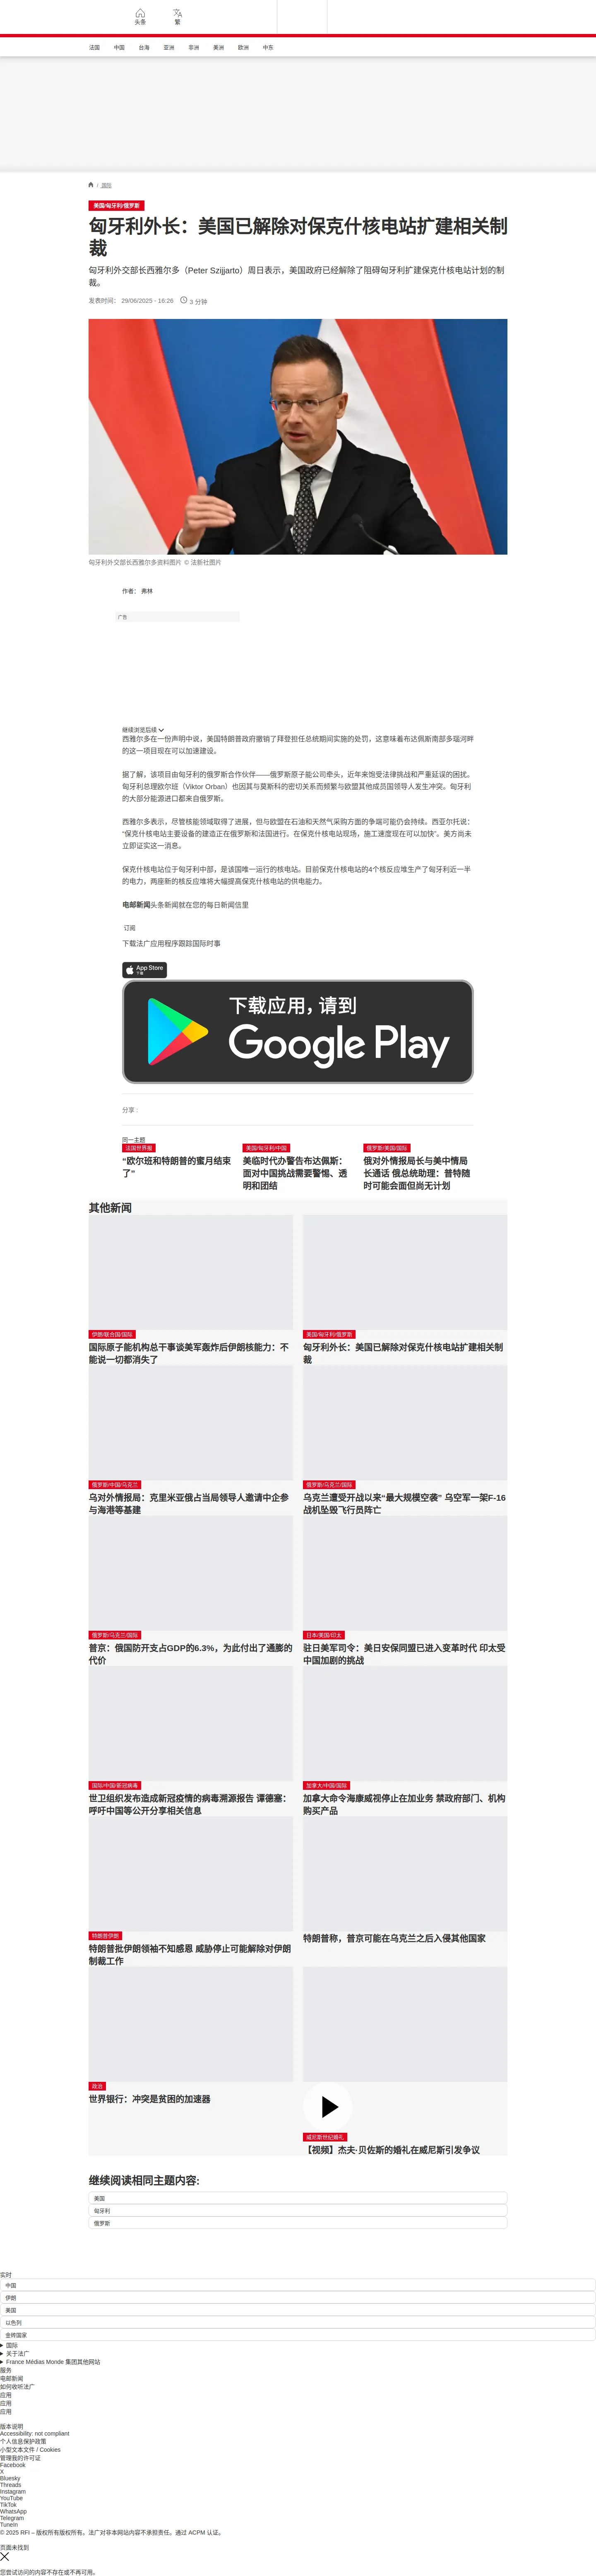 头条
繁
法国
中国
台海
亚洲
非洲
美洲
欧洲
中东
/ 国际
美国/匈牙利/俄罗斯
匈牙利外长：美国已解除对保克什核电站扩建相关制
裁
匈牙利外交部长西雅尔多（Peter Szijjarto）周日表示，美国政府已经解除了阻碍匈牙利扩建保克什核电站计划的制
裁。
发表时间： 29/06/2025 - 16:26
3 分钟
匈牙利外交部长西雅尔多资料图片 © 法新社图片
作者： 弗林
广告
继续浏览后续
西雅尔多在一份声明中说，美国特朗普政府撤销了拜登担任总统期间实施的处罚，这意味着布达佩斯南部多瑙河畔
的这一项目现在可以加速建设。
据了解，该项目由匈牙利的俄罗斯合作伙伴——俄罗斯原子能公司牵头，近年来饱受法律挑战和严重延误的困扰。
匈牙利总理欧尔班（Viktor Orban）也因其与莫斯科的密切关系而频繁与欧盟其他成员国领导人发生冲突。匈牙利
的大部分能源进口都来自俄罗斯。
西雅尔多表示，尽管核能领域取得了进展，但与欧盟在石油和天然气采购方面的争端可能仍会持续。西亚尔托说：
“保克什核电站主要设备的建造正在俄罗斯和法国进行。在保克什核电站现场，施工速度现在可以加快”。美方尚未
立即证实这一消息。
保克什核电站位于匈牙利中部，是该国唯一运行的核电站。目前保克什核电站的4个核反应堆生产了匈牙利近一半
的电力，两座新的核反应堆将大幅提高保克什核电站的供电能力。
电邮新闻头条新闻就在您的每日新闻信里
订阅
下载法广应用程序跟踪国际时事
App Store
下载
下载应用，请到
Google Play
分享 :
同一主题
法国世界报
“欧尔班和特朗普的蜜月结束
了”
美国/匈牙利/中国
美临时代办警告布达佩斯：
面对中国挑战需要警惕、透
明和团结
俄罗斯/美国/国际
俄对外情报局长与美中情局
长通话 俄总统助理：普特随
时可能会面但尚无计划
其他新闻
伊朗/联合国/国际
国际原子能机构总干事谈美军轰炸后伊朗核能力：不
能说一切都消失了
美国/匈牙利/俄罗斯
匈牙利外长：美国已解除对保克什核电站扩建相关制
裁
俄罗斯/中国/乌克兰
乌对外情报局：克里米亚俄占当局领导人邀请中企参
与海港等基建
俄罗斯/乌克兰/国际
乌克兰遭受开战以来“最大规模空袭” 乌空军一架F-16
战机坠毁飞行员阵亡
俄罗斯/乌克兰/国际
普京：俄国防开支占GDP的6.3%，为此付出了通膨的
代价
日本/美国/印太
驻日美军司令：美日安保同盟已进入变革时代 印太受
中国加剧的挑战
国际/中国/新冠病毒
世卫组织发布造成新冠疫情的病毒溯源报告 谭德塞：
呼吁中国等公开分享相关信息
加拿大/中国/国际
加拿大命令海康威视停止在加业务 禁政府部门、机构
购买产品
特朗普伊朗
特朗普批伊朗领袖不知感恩 威胁停止可能解除对伊朗
制裁工作
特朗普称，普京可能在乌克兰之后入侵其他国家
政治
世界银行：冲突是贫困的加速器
威尼斯世纪婚礼
【视频】杰夫·贝佐斯的婚礼在威尼斯引发争议
继续阅读相同主题内容:
美国
匈牙利
俄罗斯
实时
中国
伊朗
美国
以色列
金砖国家
国际
关于法广
France Médias Monde 集团其他网站
服务
电邮新闻
如何收听法广
应用
应用
应用
版本说明
Accessibility: not compliant
个人信息保护政策
小型文本文件 / Cookies
管理我的许可证
Facebook
X
Bluesky
Threads
Instagram
YouTube
TikTok
WhatsApp
Telegram
TuneIn
© 2025 RFI – 版权所有版权所有。法广对非本网站内容不承担责任。通过 ACPM 认证。
页面未找到
您尝试访问的内容不存在或不再可用。